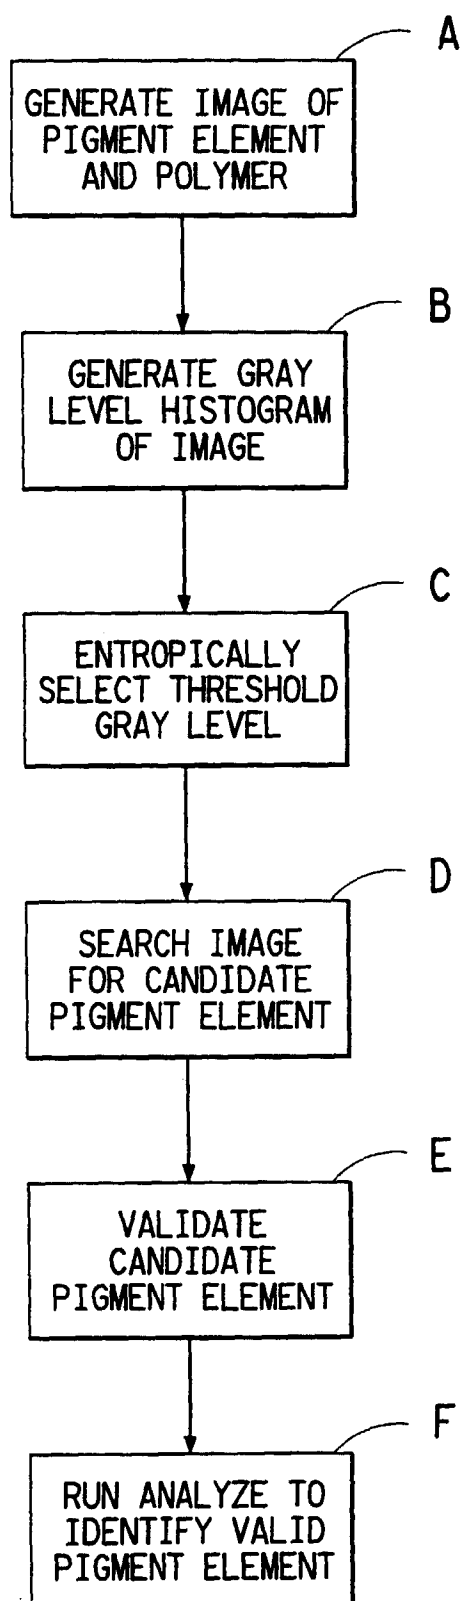 A
GENERATE IMAGE OF
PIGMENT ELEMENT
AND POLYMER
B
GENERATE GRAY
LEVEL HISTOGRAM
OF IMAGE
C
ENTROPICALLY
SELECT THRESHOLD
GRAY LEVEL
D
SEARCH IMAGE
FOR CANDIDATE
PIGMENT ELEMENT
E
VALIDATE
CANDIDATE
PIGMENT ELEMENT
F
RUN ANALYZE TO
IDENTIFY VALID
PIGMENT ELEMENT